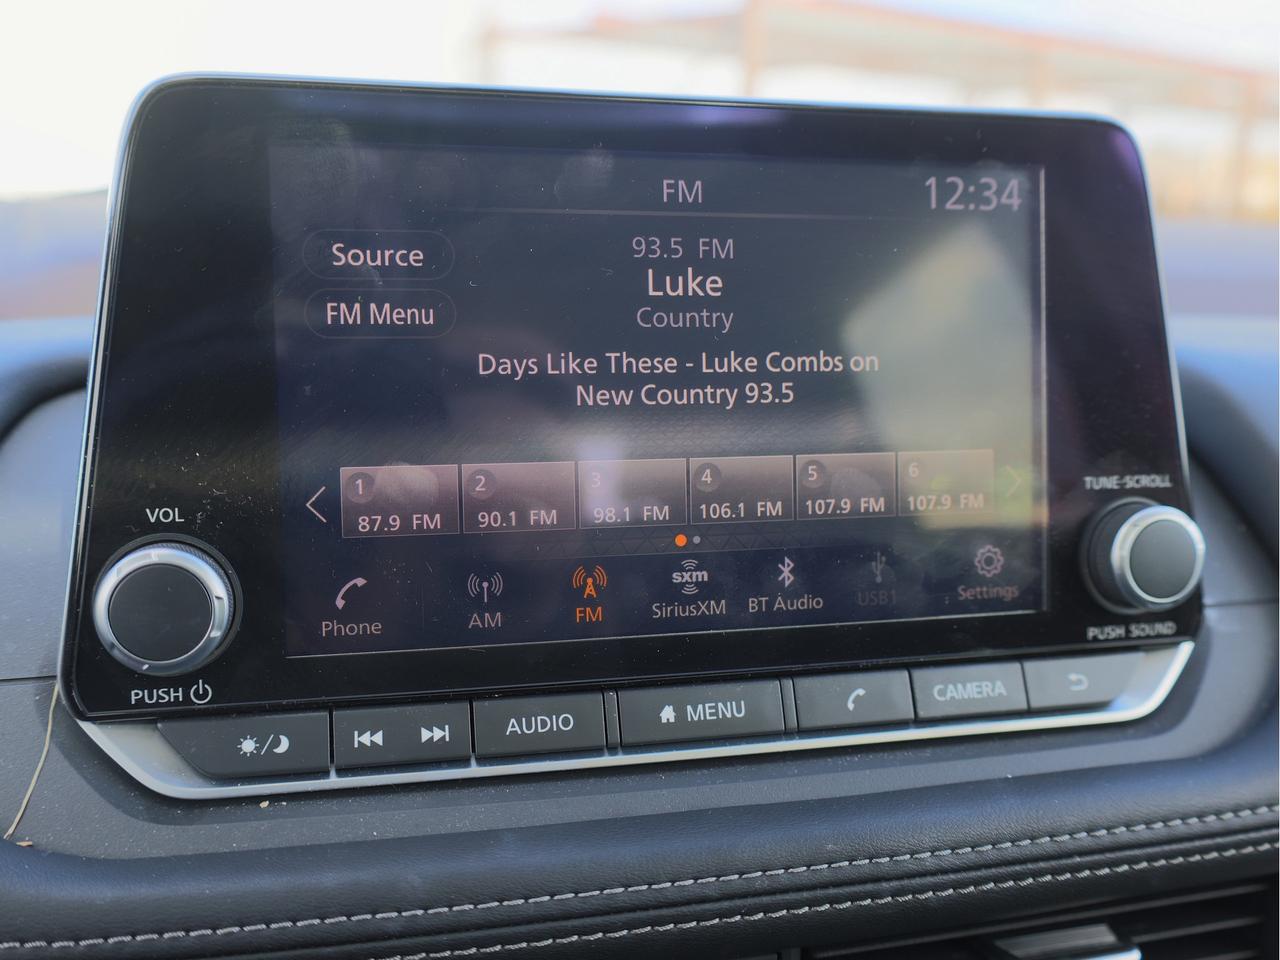 FM
12:34
Source
93.5 FM
Luke
FM Menu
Country
Days Like These - Luke Combs on
New Country 93.5
1
2
3
4
5
6
87.9 FM
90.1 FM
98.1 FM
106.1 FM
107.9 FM
107.9 FM
TUNE·SCROLL
VOL
Phone
AM
FM
sxm
SiriusXM
BT Audio
USB1
Settings
PUSH SOUND
PUSH
AUDIO
MENU
CAMERA